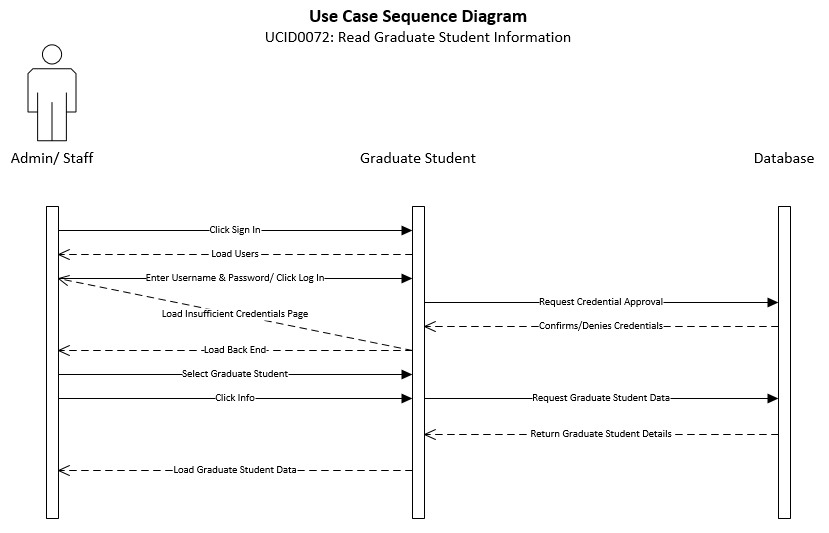 Use Case Sequence Diagram
UCID0072: Read Graduate Student Information
Admin/ Staff
Graduate Student
Database
Click Sign In
Load Users
Enter Username & Password/ Click Log In
Request Credential Approval
Load Insufficient Credentials Page
Confirms/Denies Credentials
Load Back End
Select Graduate Student
Click Info
Request Graduate Student Data
Return Graduate Student Details
Load Graduate Student Data